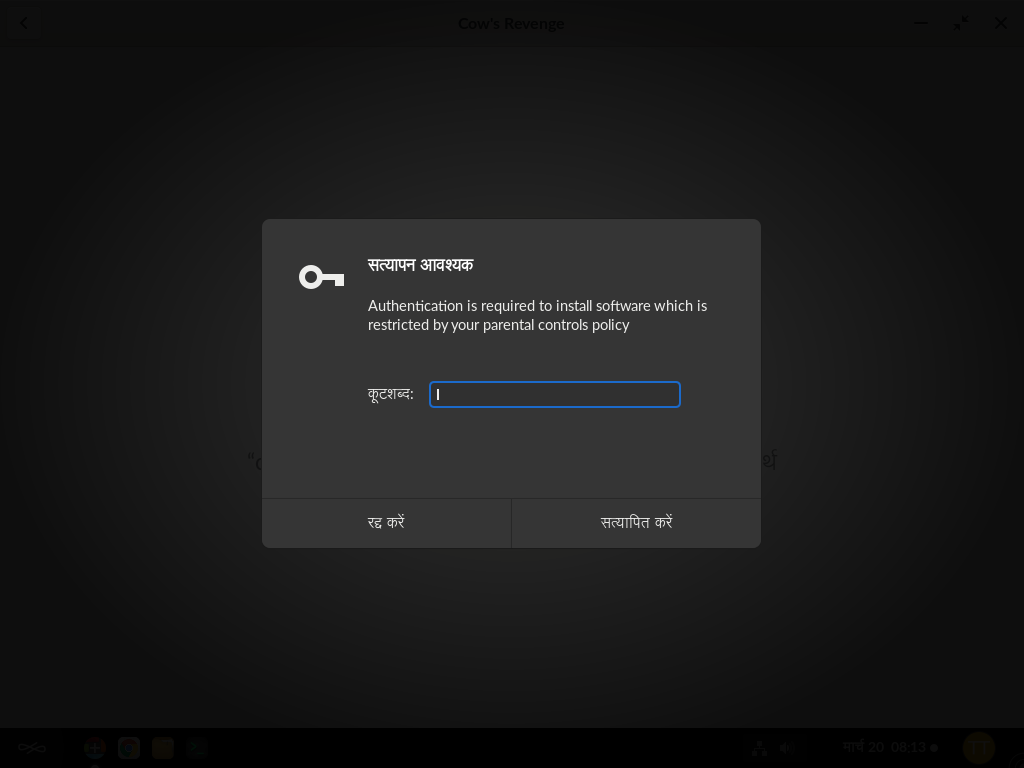 Cow's Revenge
सत्यापन आवश्यक
Authentication is required to install software which is
restricted by your parental controls policy
कूटशब्द:
रद्द करें
सत्यापित करें
मार्च 20 08:13
TT